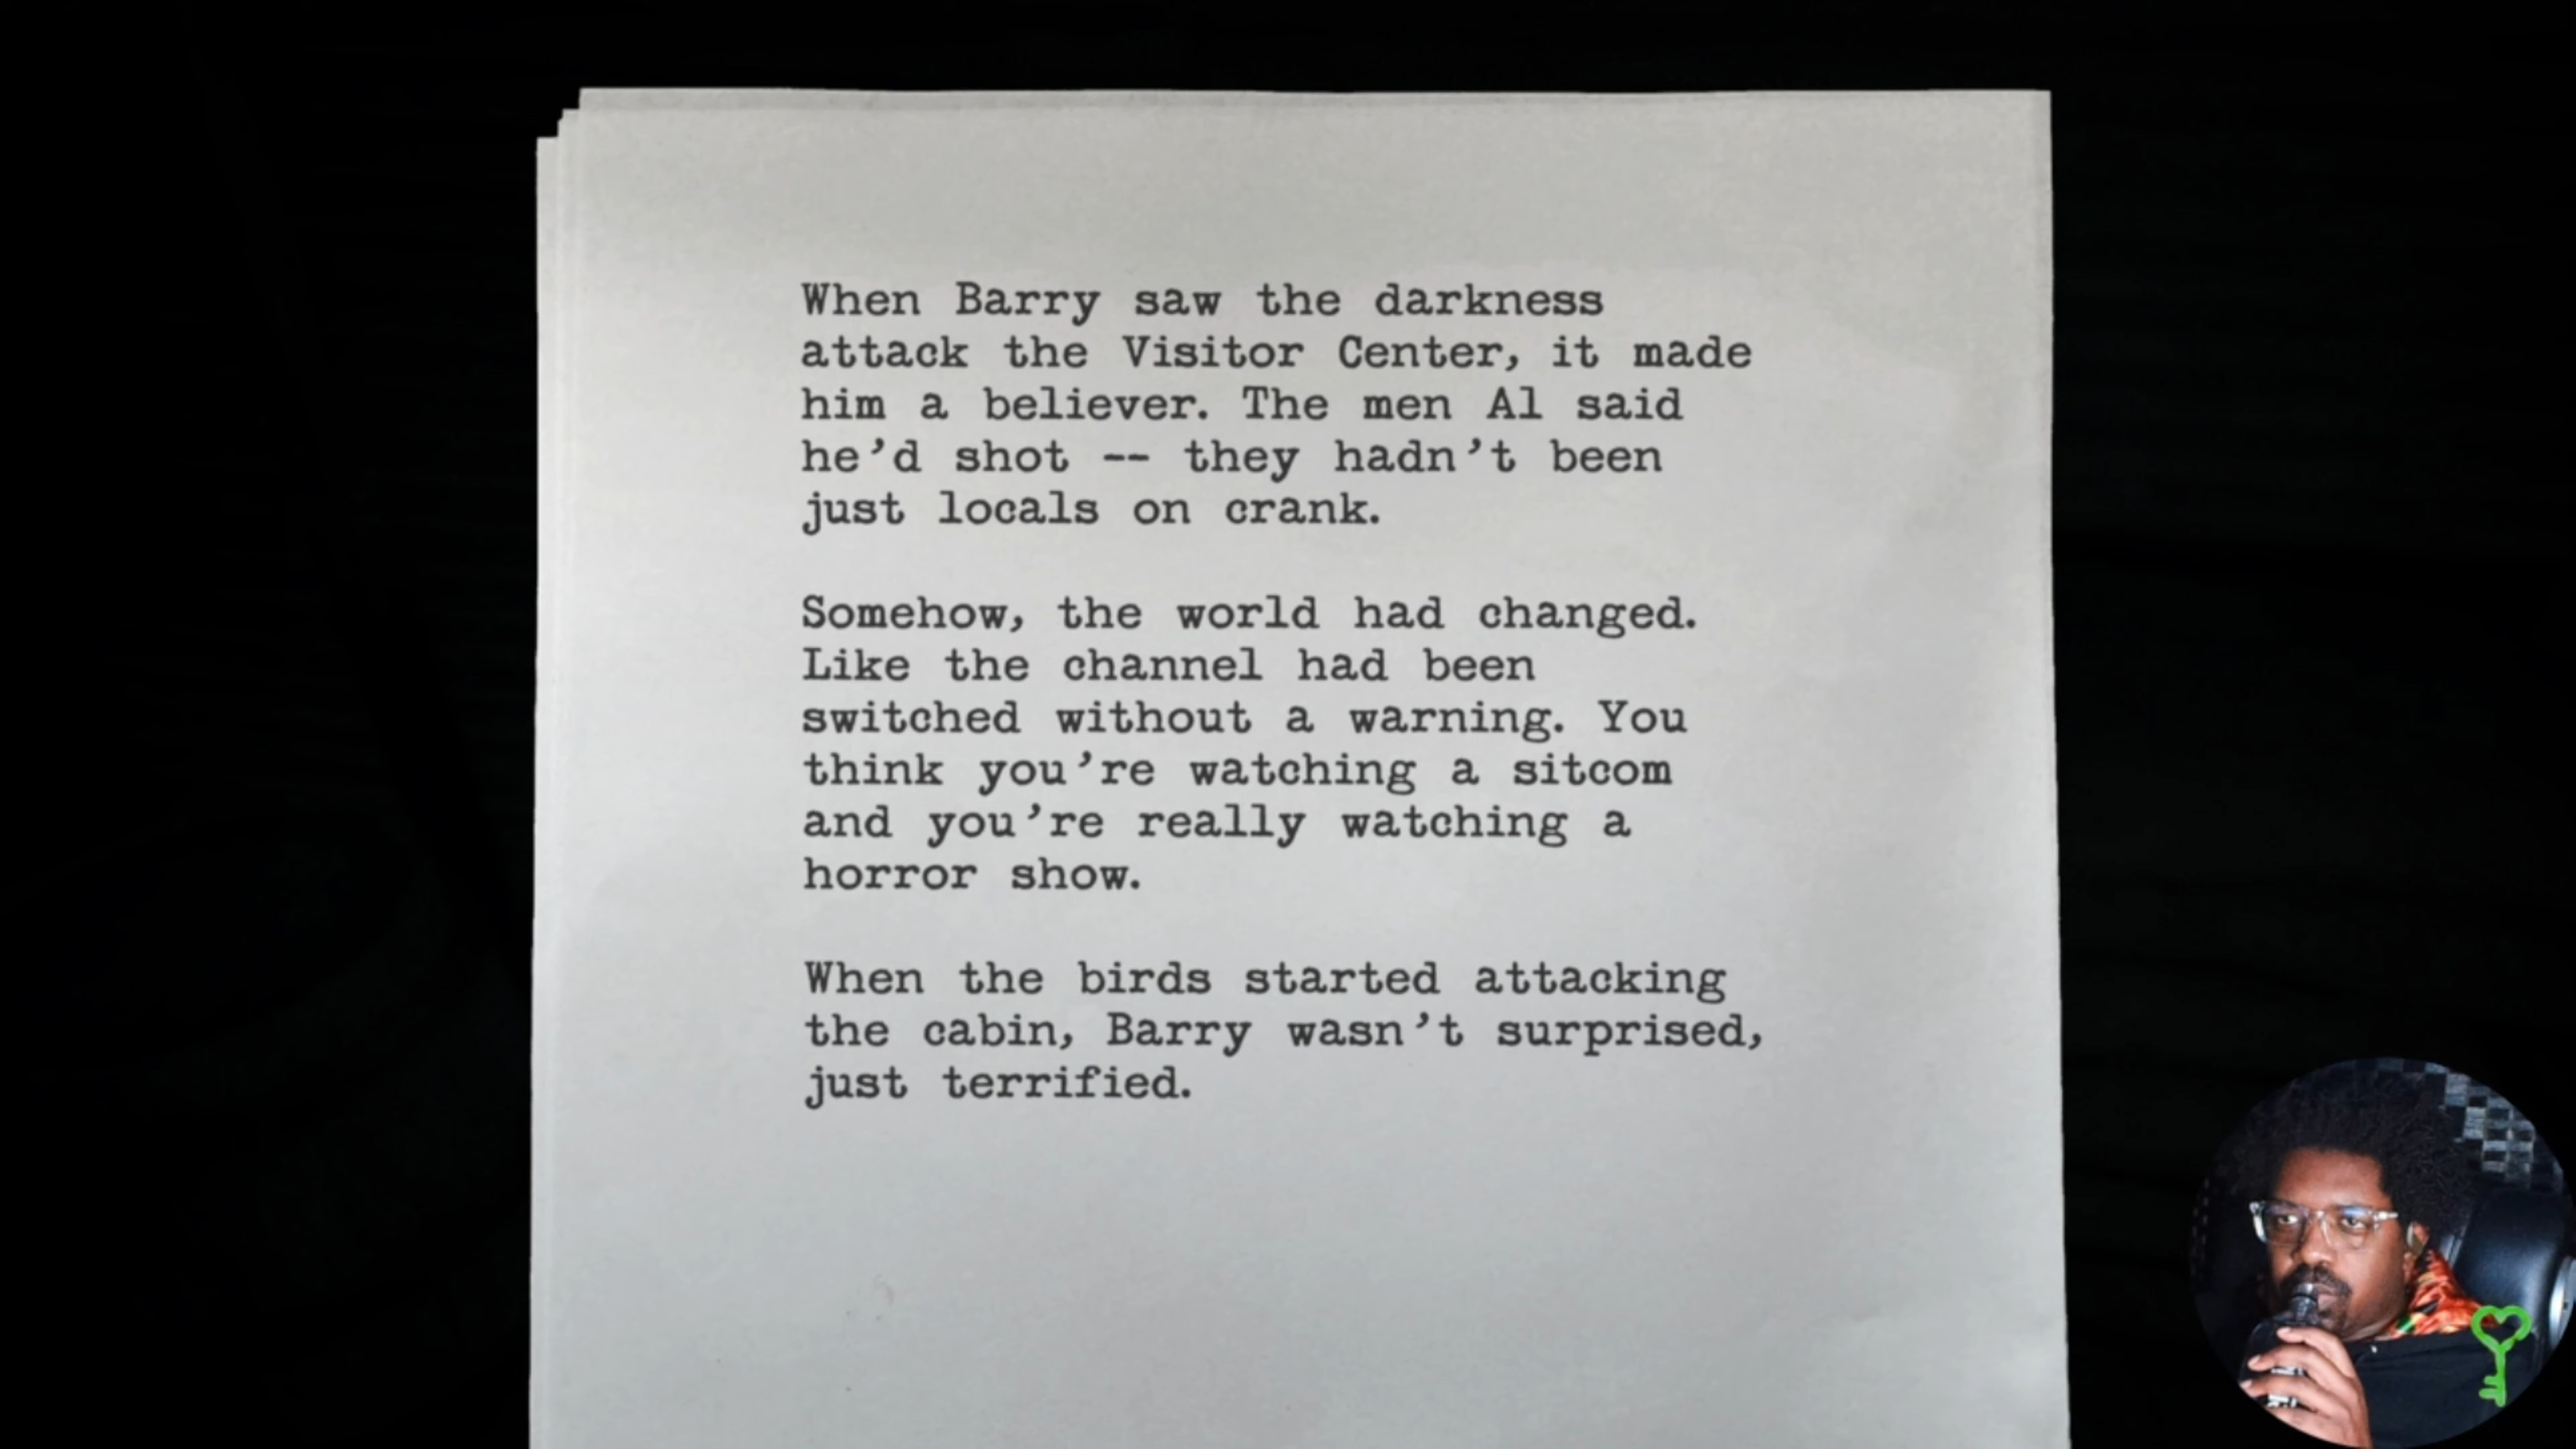 When Barry saw the darkness
attack the Visitor Center, it made
him a believer. The men Al said
he’d shot -- they hadn’t been
just locals on crank.
Somehow, the world had changed.
Like the channel had been
switched without a warning. You
think you’re watching a sitcom
and you’re really watching a
horror show.
When the birds started attacking
the cabin, Barry wasn’t surprised,
just terrified.